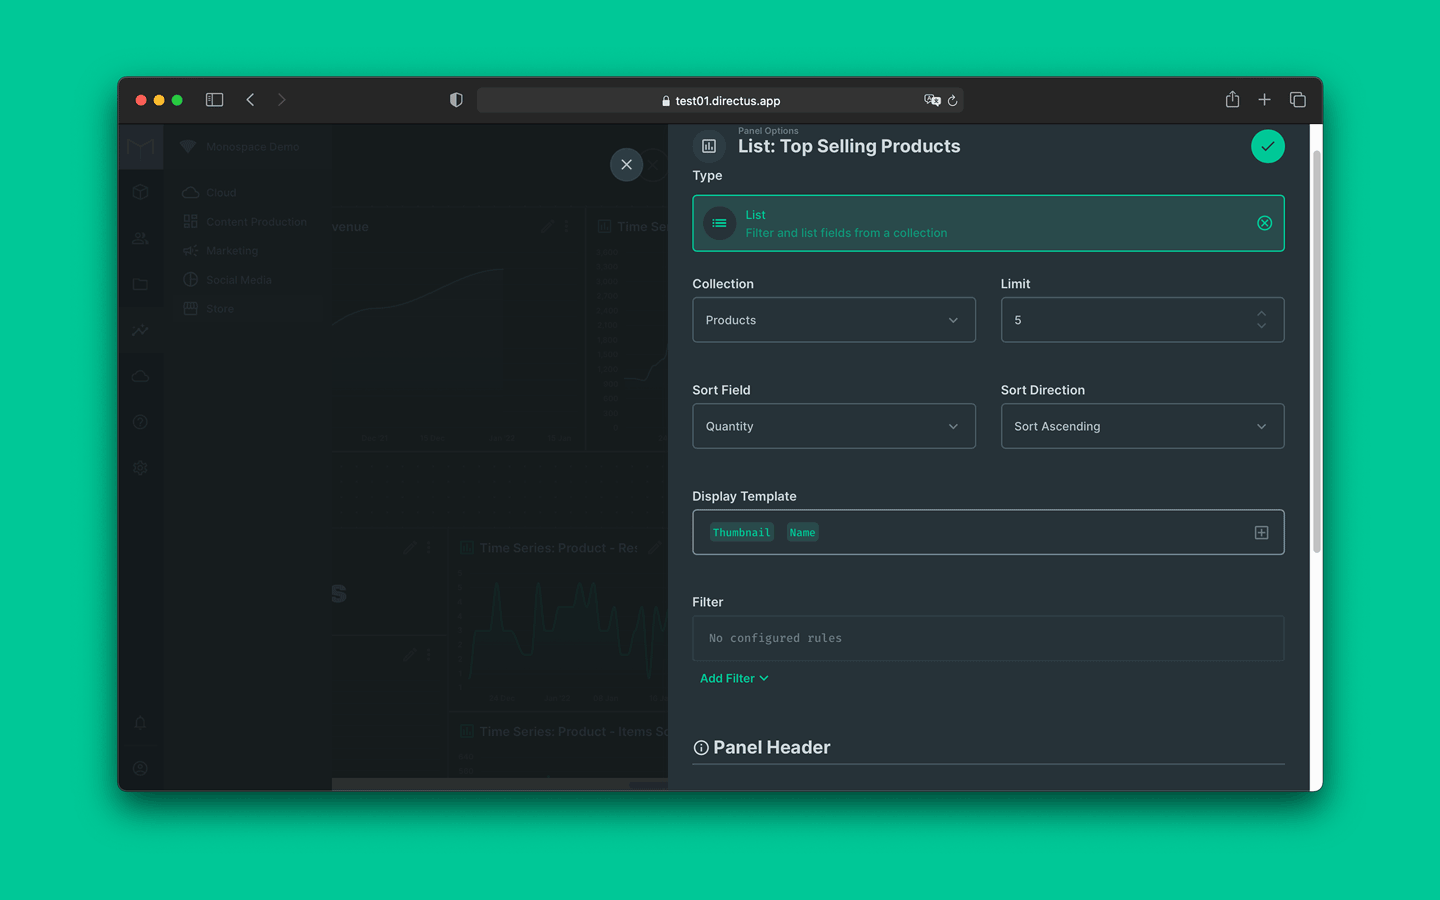 test01.directus.app
Monospace Demo
Cloud
Content Production
Marketing
Social Media
Store
venue
Time Se
Panel Options
List: Top Selling Products
Type
List
Filter and list fields from a collection
Collection
Limit
Products
5
Sort Field
Sort Direction
Quantity
Sort Ascending
Display Template
Thumbnail Name
Filter
No configured rules
Add Filter
Panel Header
s
Time Series: Product - Rer
Time Series: Product - Items So